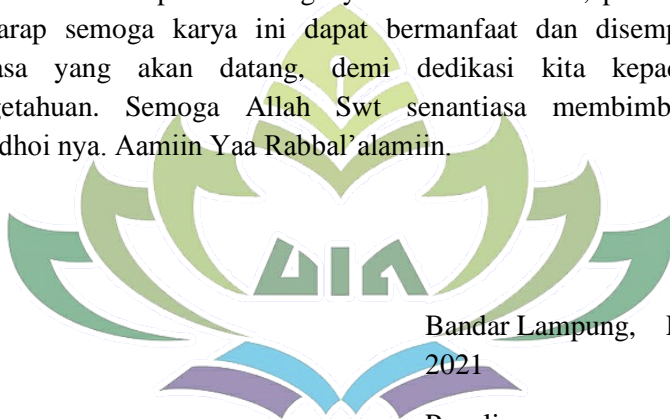 arap semoga karya ini dapat bermanfaat dan disemp
asa yang akan datang, demi dedikasi kita kepad
getahuan. Semoga Allah Swt senantiasa membimb
dhoi nya. Aamiin Yaa Rabbal’alamiin.
UIN
Bandar Lampung,
2021